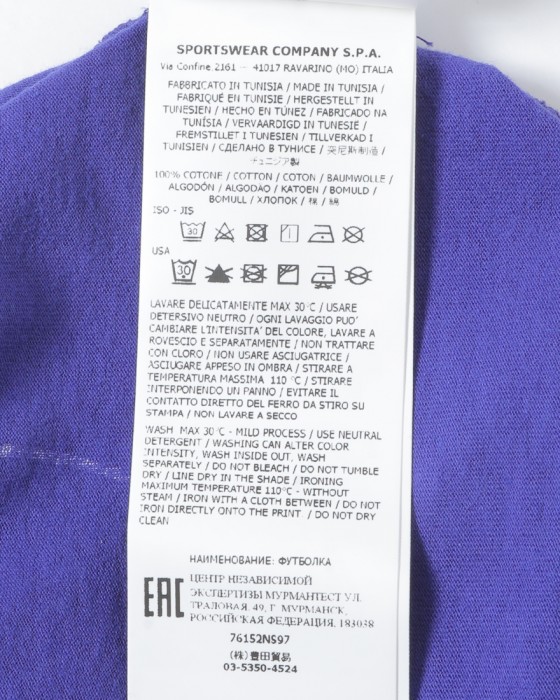 SPORTSWEAR COMPANY S.P.A.
Via Confine 2161 - 41017 RAVARINO (MO) ITALIA
FABBRICATO IN TUNISIA / MADE IN TUNISIA /
FABRIQUÉ EN TUNISIE / HERGESTELLT IN
TUNESIEN / HECHO EN TÚNEZ / FABRICADO NA
TUNÍSIA / VERVAARDIGD IN TUNESIË /
FREMSTILLET I TUNESIEN / TILLVERKAD I
TUNISIEN / СДЕЛАНО В ТУНИСЕ / 突尼斯制造 /
チュニジア製
100% COTONE / COTTON / COTON / BAUMWOLLE /
ALGODÓN / ALGODÃO / KATOEN / BOMULD /
BOMULL / ХЛОПОК / 棉 / 綿
ISO - JIS
30
USA
30
LAVARE DELICATAMENTE MAX 30°C / USARE
DETERSIVO NEUTRO / OGNI LAVAGGIO PUO'
CAMBIARE L'INTENSITA' DEL COLORE, LAVARE A
ROVESCIO E SEPARATAMENTE / NON TRATTARE
CON CLORO / NON USARE ASCIUGATRICE /
ASCIUGARE APPESO IN OMBRA / STIRARE A
TEMPERATURA MASSIMA 110 °C / STIRARE
INTERPONENDO UN PANNO / EVITARE IL
CONTATTO DIRETTO DEL FERRO DA STIRO SU
STAMPA / NON LAVARE A SECCO
WASH MAX 30°C - MILD PROCESS / USE NEUTRAL
DETERGENT / WASHING CAN ALTER COLOR
INTENSITY, WASH INSIDE OUT, WASH
SEPARATELY / DO NOT BLEACH / DO NOT TUMBLE
DRY / LINE DRY IN THE SHADE / IRONING
MAXIMUM TEMPERATURE 110°C - WITHOUT
STEAM / IRON WITH A CLOTH BETWEEN / DO NOT
IRON DIRECTLY ONTO THE PRINT / DO NOT DRY
CLEAN
НАИМЕНОВАНИЕ: ФУТБОЛКА
EAC
ЦЕНТР НЕЗАВИСИМОЙ
ЭКСПЕРТИЗЫ МУРМАНТЕСТ УЛ.
ТРАЛОВАЯ, 49, Г. МУРМАНСК,
РОССИЙСКАЯ ФЕДЕРАЦИЯ, 183038
76152NS97
(株) 豊田貿易
03-5350-4524